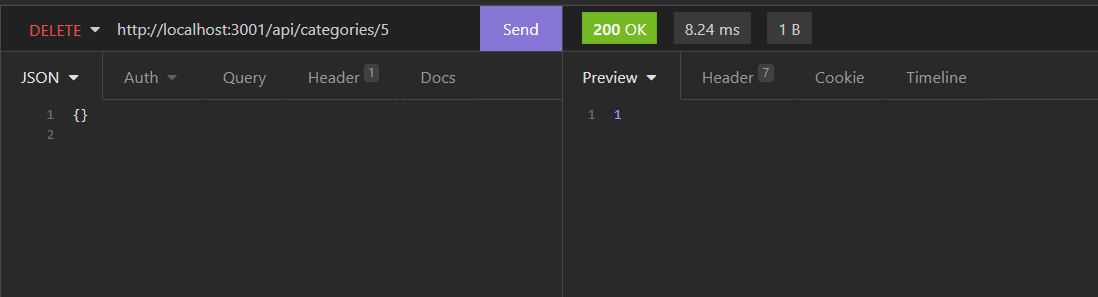 DELETE http://localhost:3001/api/categories/5 Send 200 OK 8.24 ms 1 B
JSON Auth Query Header 1 Docs Preview Header 7 Cookie Timeline
1 {} 1 1
2